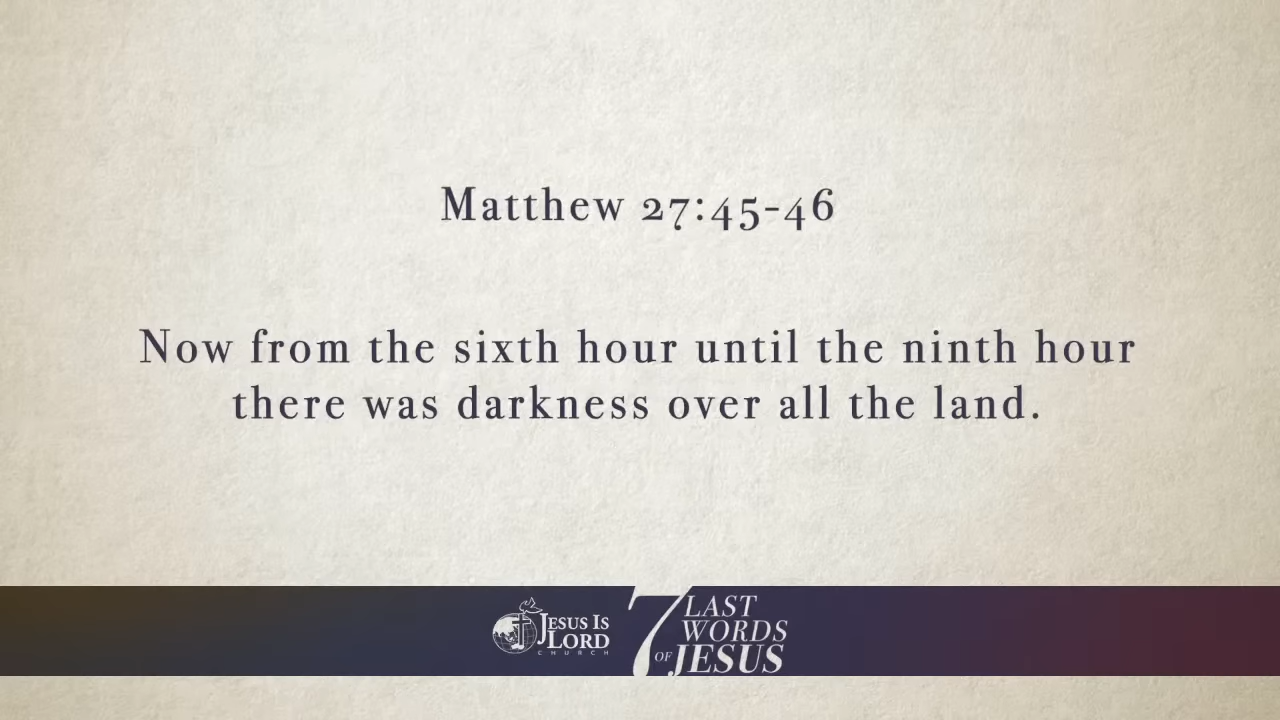 Matthew 27:45-46
Now from the sixth hour until the ninth hour
there was darkness over all the land.
JESUS IS
LORD
CHURCH
7 LAST
WORDS
OF JESUS